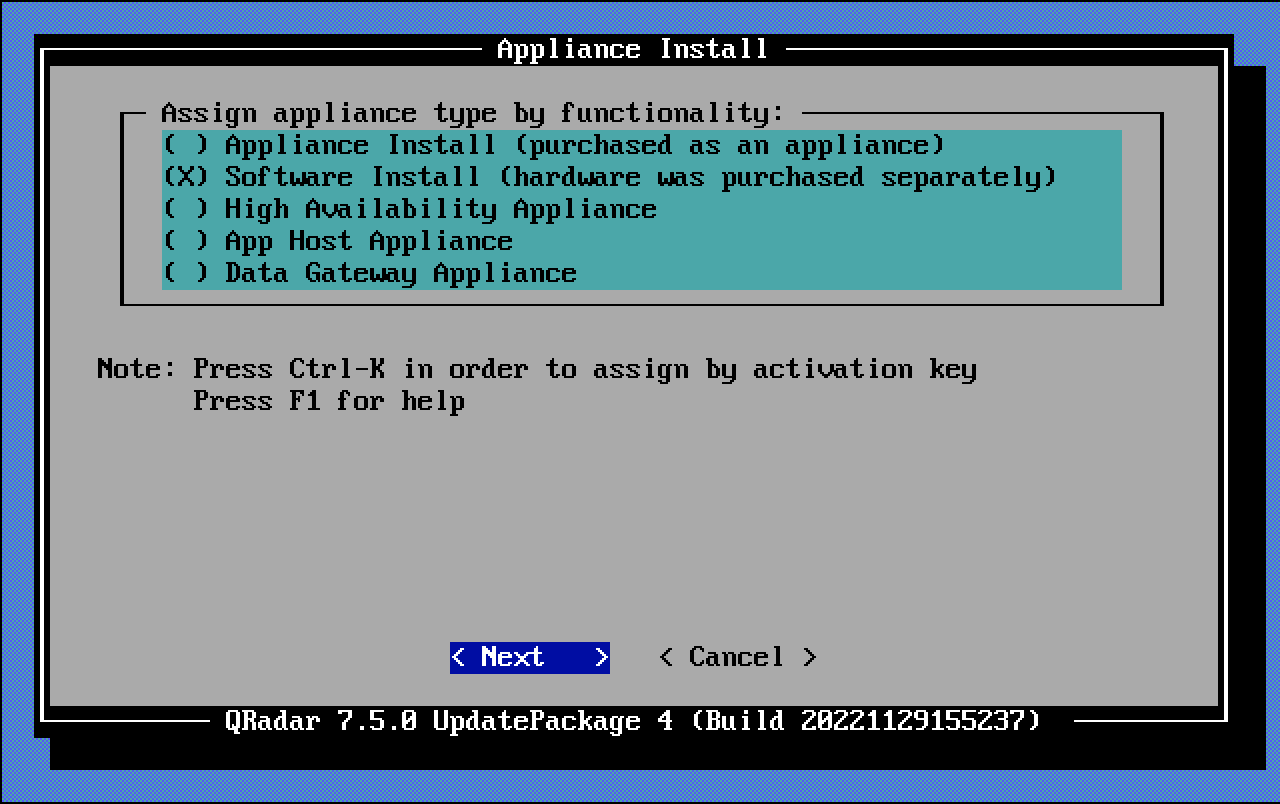 Appliance Install
Assign appliance type by functionality:
( ) Appliance Install (purchased as an appliance)
(X) Software Install (hardware was purchased separately)
( ) High Availability Appliance
( ) App Host Appliance
( ) Data Gateway Appliance
Note: Press Ctrl-K in order to assign by activation key
Press F1 for help
< Next > < Cancel >
QRadar 7.5.0 UpdatePackage 4 (Build 20221129155237)